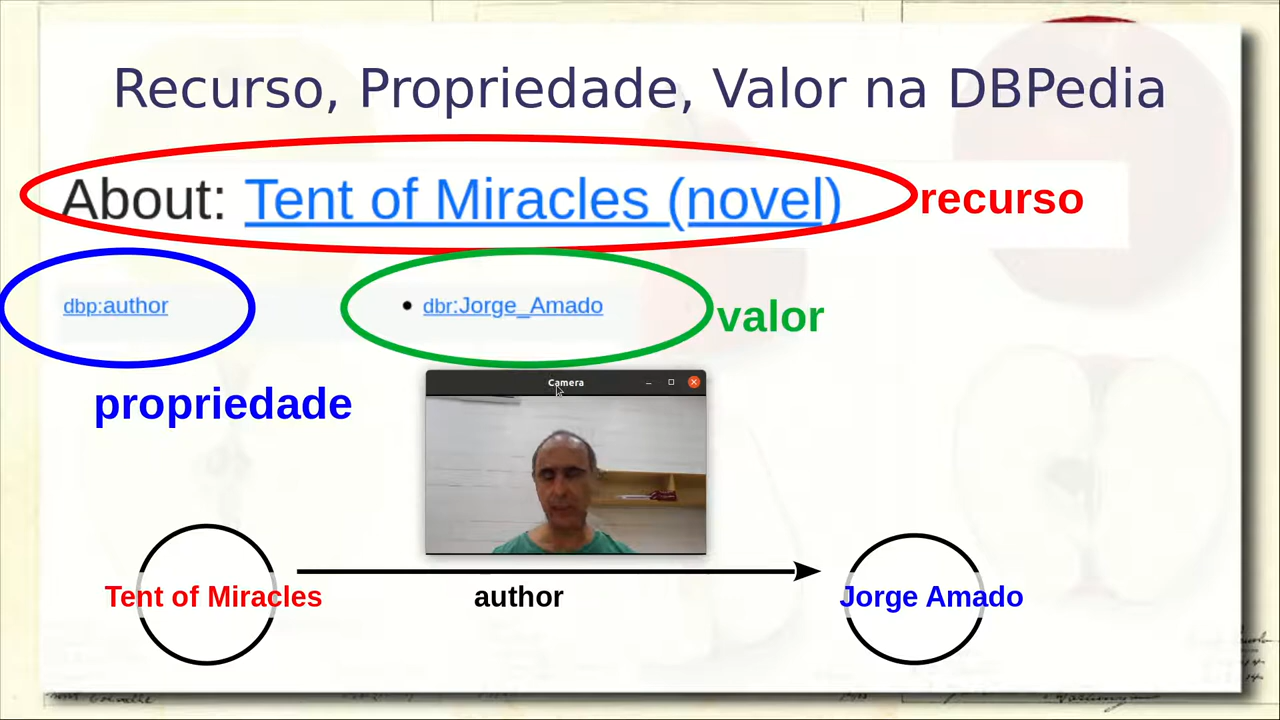 Recurso, Propriedade, Valor na DBPedia
About: Tent of Miracles (novel)
recurso
dbp:author
• dbr:Jorge_Amado
valor
propriedade
Camera
Tent of Miracles
author
Jorge Amado